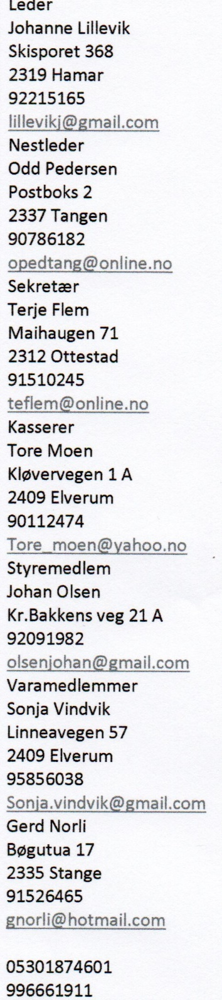 Leder
Johanne Lillevik
Skisporet 368
2319 Hamar
92215165
lillevikj@gmail.com
Nestleder
Odd Pedersen
Postboks 2
2337 Tangen
90786182
opedtang@online.no
Sekretær
Terje Flem
Maihaugen 71
2312 Ottestad
91510245
teflem@online.no
Kasserer
Tore Moen
Kløvervegen 1 A
2409 Elverum
90112474
Tore_moen@yahoo.no
Styremedlem
Johan Olsen
Kr.Bakkens veg 21 A
92091982
olsenjohan@gmail.com
Varamedlemmer
Sonja Vindvik
Linneavegen 57
2409 Elverum
95856038
Sonja.vindvik@gmail.com
Gerd Norli
Bøgutua 17
2335 Stange
91526465
gnorli@hotmail.com

05301874601
996661911